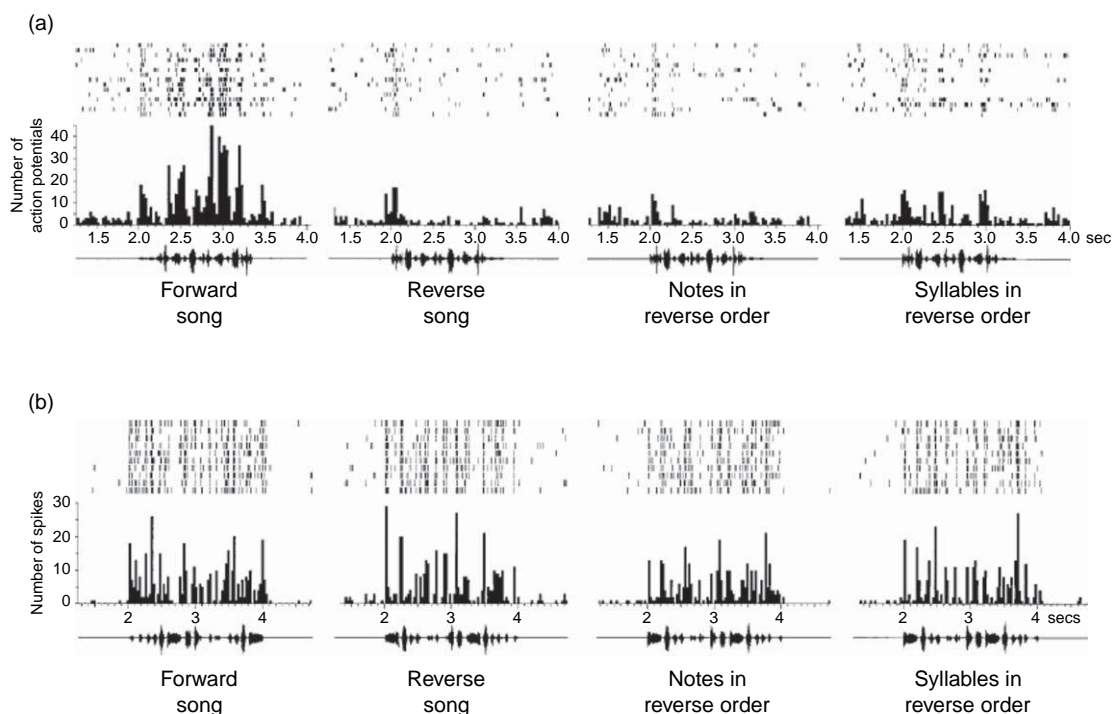 (a)
Number of
action potentials
40
30
20
10
0
1.5 2.0 2.5 3.0 3.5 4.0
1.5 2.0 2.5 3.0 3.5 4.0
1.5 2.0 2.5 3.0 3.5 4.0
1.5 2.0 2.5 3.0 3.5 4.0 sec
Forward
song
Reverse
song
Notes in
reverse order
Syllables in
reverse order
(b)
Number of spikes
30
20
10
0
2 3 4
2 3 4
2 3 4
2 3 4 secs
Forward
song
Reverse
song
Notes in
reverse order
Syllables in
reverse order